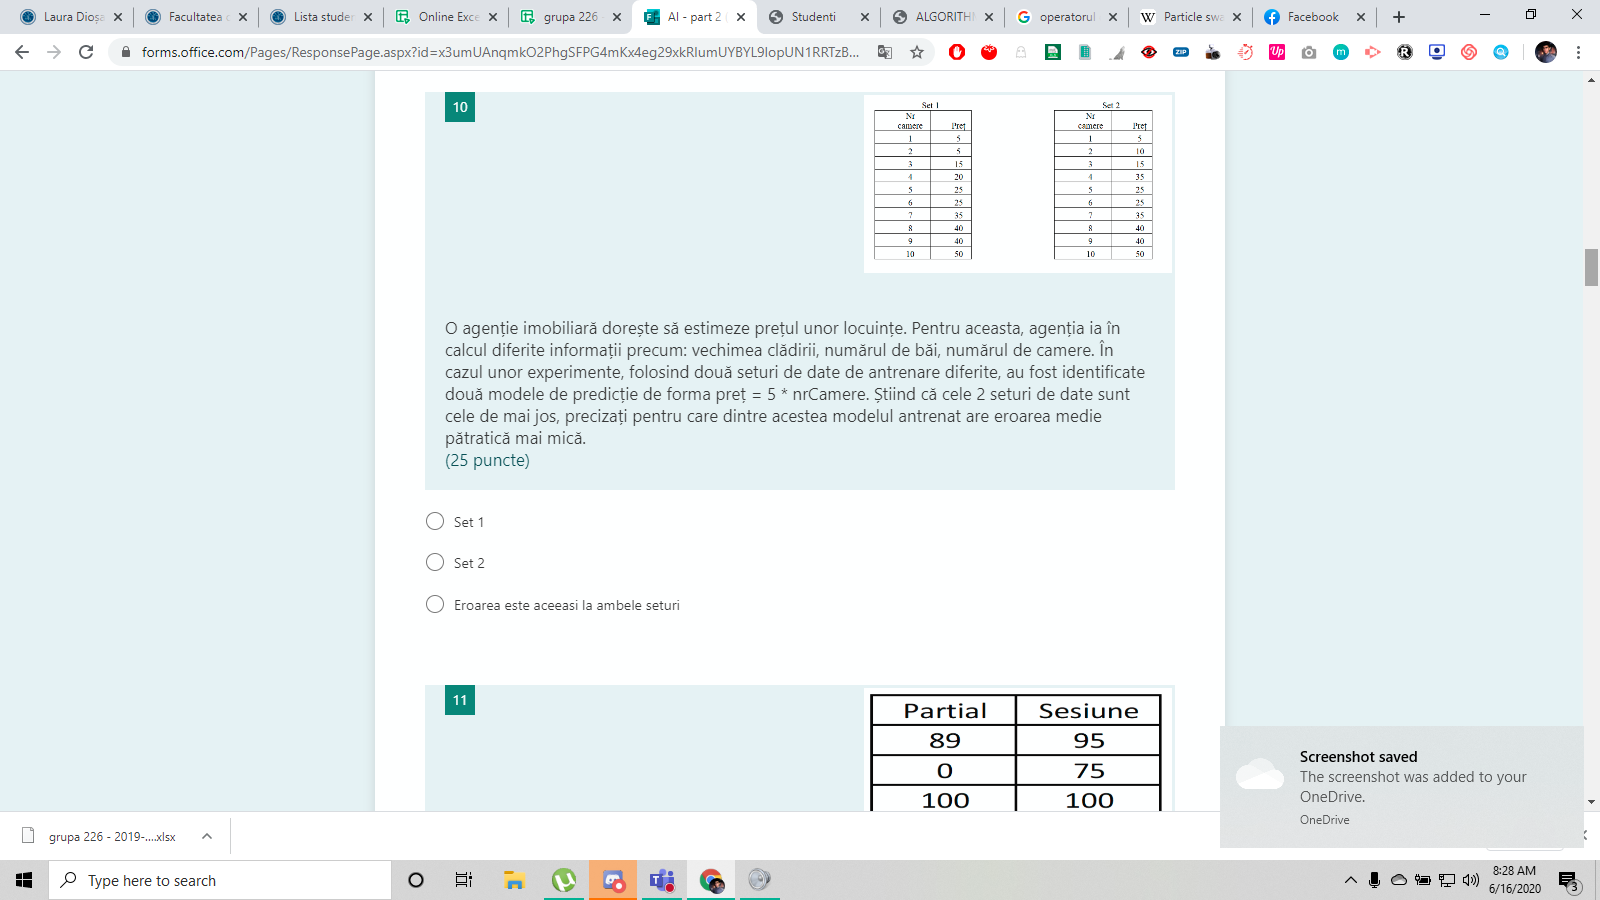 Laura Dioșa
Facultatea c
Lista studen
Online Exce
grupa 226 -
AI - part 2 (
Studenti
ALGORITHM
operatorul
Particle swa
Facebook
forms.office.com/Pages/ResponsePage.aspx?id=x3umUAnqmkO2PhgSFPG4mKx4eg29xkRIumUYBYL9IopUN1RRTzB...
10
Set 1 Set 2
Nr camere Preț Nr camere Preț
1 5 1 5
2 5 2 10
3 15 3 15
4 20 4 35
5 25 5 25
6 25 6 25
7 35 7 35
8 40 8 40
9 40 9 40
10 50 10 50
O agenție imobiliară dorește să estimeze prețul unor locuințe. Pentru aceasta, agenția ia în
calcul diferite informații precum: vechimea clădirii, numărul de băi, numărul de camere. În
cazul unor experimente, folosind două seturi de date de antrenare diferite, au fost identificate
două modele de predicție de forma preț = 5 * nrCamere. Știind că cele 2 seturi de date sunt
cele de mai jos, precizați pentru care dintre acestea modelul antrenat are eroarea medie
pătratică mai mică.
(25 puncte)
Set 1
Set 2
Eroarea este aceeasi la ambele seturi
11
Partial Sesiune
89 95
0 75
100 100
Screenshot saved
The screenshot was added to your
OneDrive.
OneDrive
grupa 226 - 2019-....xlsx
Type here to search
8:28 AM
6/16/2020
3